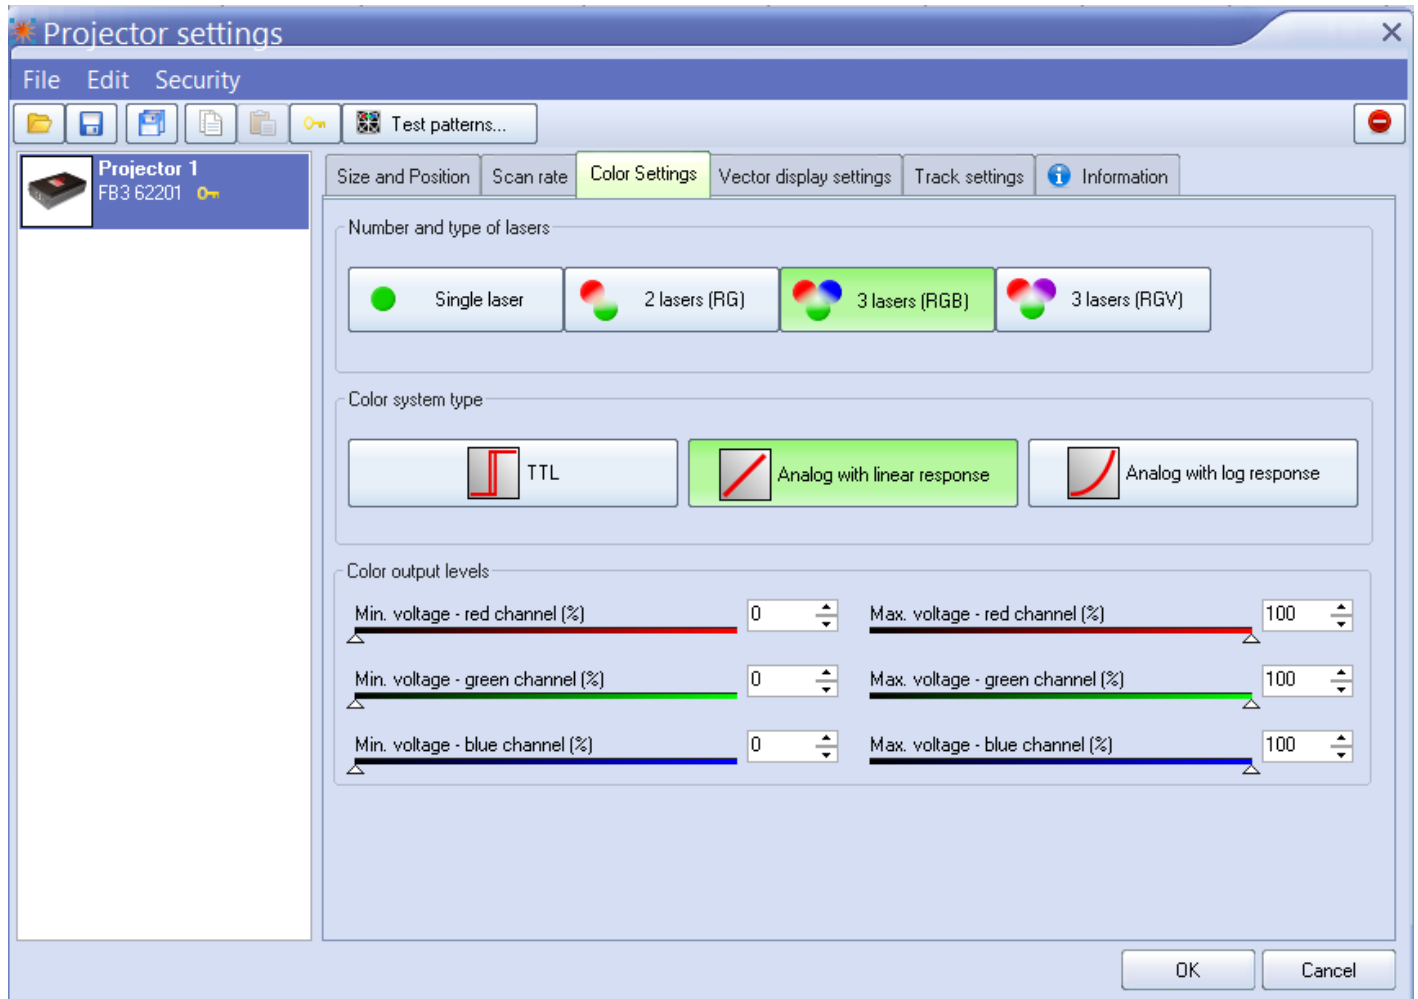 Projector settings
File Edit Security
Test patterns...
Projector 1
FB3 62201
Size and Position Scan rate Color Settings Vector display settings Track settings Information
Number and type of lasers
Single laser 2 lasers (RG) 3 lasers (RGB) 3 lasers (RGV)
Color system type
TTL Analog with linear response Analog with log response
Color output levels
Min. voltage - red channel (%) 0 Max. voltage - red channel (%) 100
Min. voltage - green channel (%) 0 Max. voltage - green channel (%) 100
Min. voltage - blue channel (%) 0 Max. voltage - blue channel (%) 100
OK Cancel